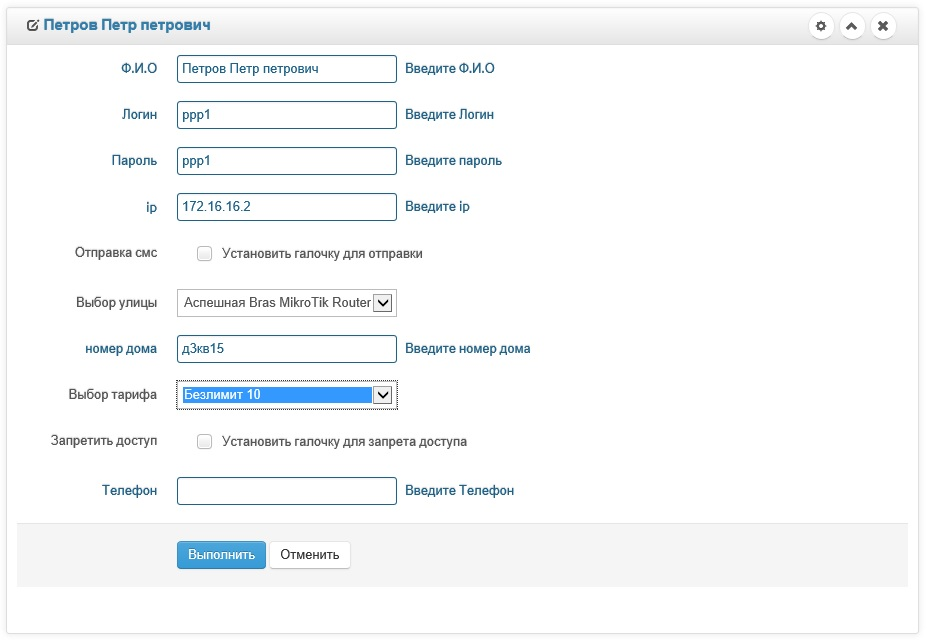 Петров Петр петрович
Ф.И.О Петров Петр петрович Введите Ф.И.О
Логин ppp1 Введите Логин
Пароль ppp1 Введите пароль
ip 172.16.16.2 Введите ip
Отправка смс Установить галочку для отправки
Выбор улицы Аспешная Bras MikroTik Router
номер дома д3кв15 Введите номер дома
Выбор тарифа Безлимит 10
Запретить доступ Установить галочку для запрета доступа
Телефон Введите Телефон
Выполнить Отменить